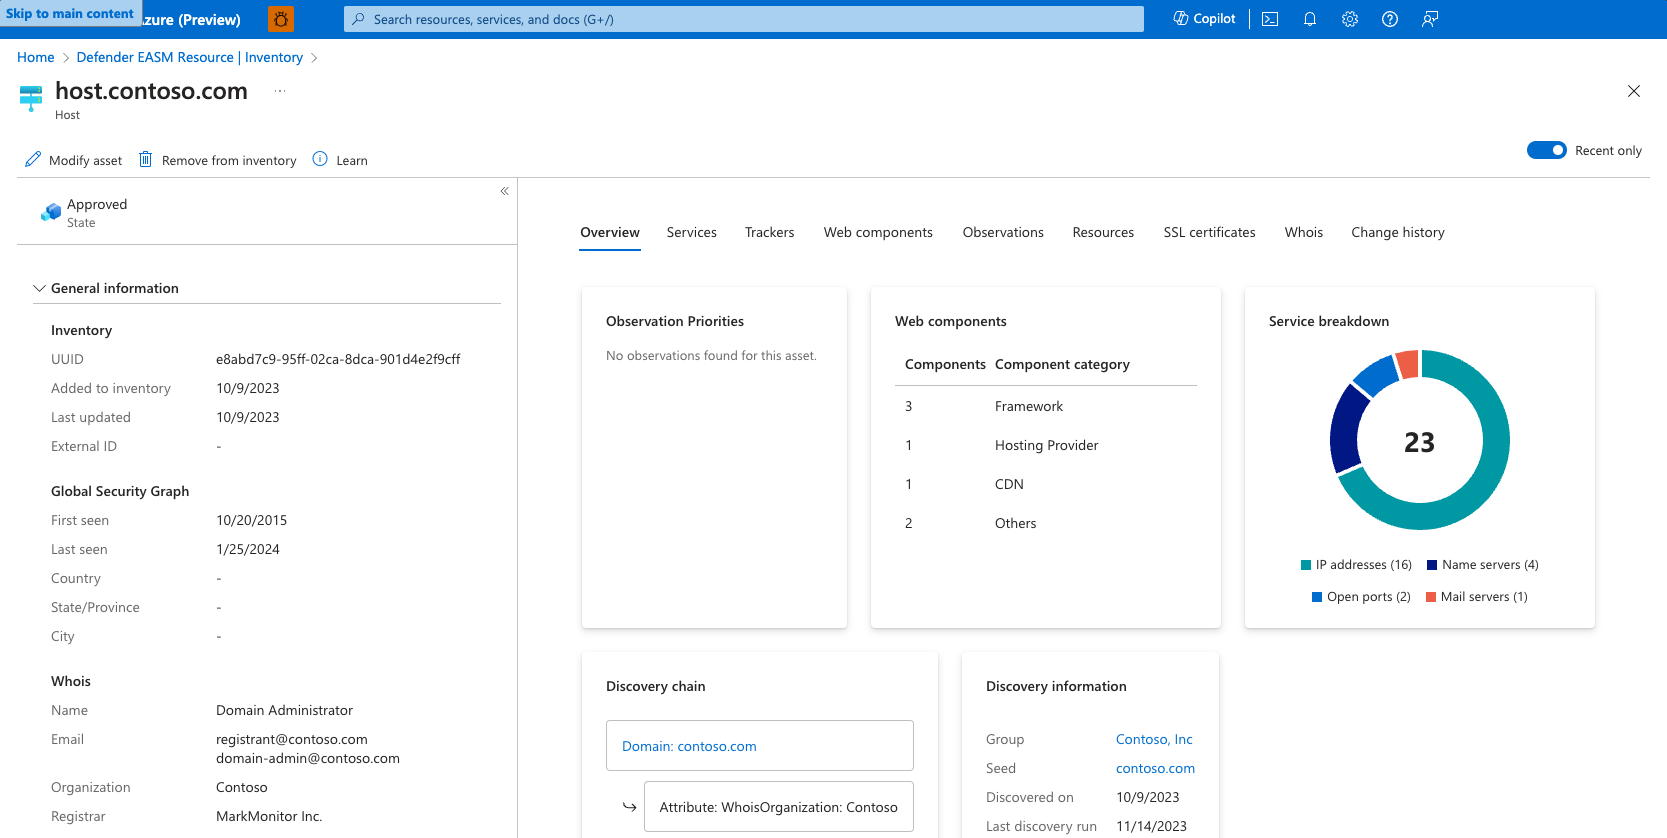 Skip to main content
Azure (Preview)
Search resources, services, and docs (G+/)
Copilot
Home > Defender EASM Resource | Inventory >
host.contoso.com ...
Host
Modify asset
Remove from inventory
Learn
Recent only
Approved
State
«
Overview
Services
Trackers
Web components
Observations
Resources
SSL certificates
Whois
Change history
General information
Inventory
UUID e8abd7c9-95ff-02ca-8dca-901d4e2f9cff
Added to inventory 10/9/2023
Last updated 10/9/2023
External ID -
Global Security Graph
First seen 10/20/2015
Last seen 1/25/2024
Country -
State/Province -
City -
Whois
Name Domain Administrator
Email registrant@contoso.com
domain-admin@contoso.com
Organization Contoso
Registrar MarkMonitor Inc.
Observation Priorities
No observations found for this asset.
Web components
Components Component category
3 Framework
1 Hosting Provider
1 CDN
2 Others
Service breakdown
23
IP addresses (16) Name servers (4)
Open ports (2) Mail servers (1)
Discovery chain
Domain: contoso.com
Attribute: WhoisOrganization: Contoso
Discovery information
Group Contoso, Inc
Seed contoso.com
Discovered on 10/9/2023
Last discovery run 11/14/2023